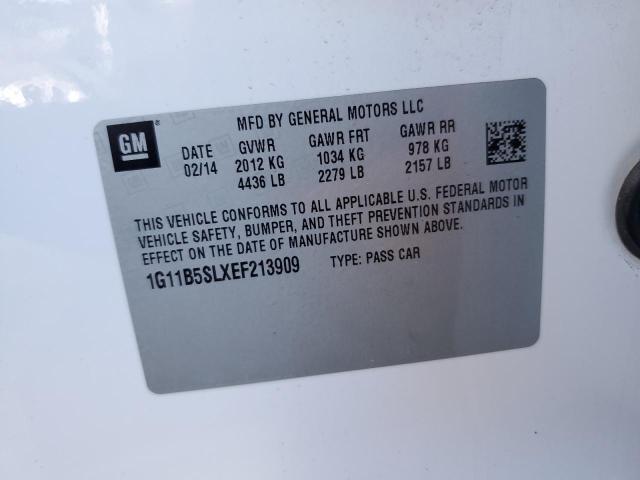 MFD BY GENERAL MOTORS LLC
GM ®
DATE GVWR GAWR FRT GAWR RR
02/14 2012 KG 1034 KG 978 KG
4436 LB 2279 LB 2157 LB
THIS VEHICLE CONFORMS TO ALL APPLICABLE U.S. FEDERAL MOTOR
VEHICLE SAFETY, BUMPER, AND THEFT PREVENTION STANDARDS IN
EFFECT ON THE DATE OF MANUFACTURE SHOWN ABOVE.
1G11B5SLXEF213909 TYPE: PASS CAR